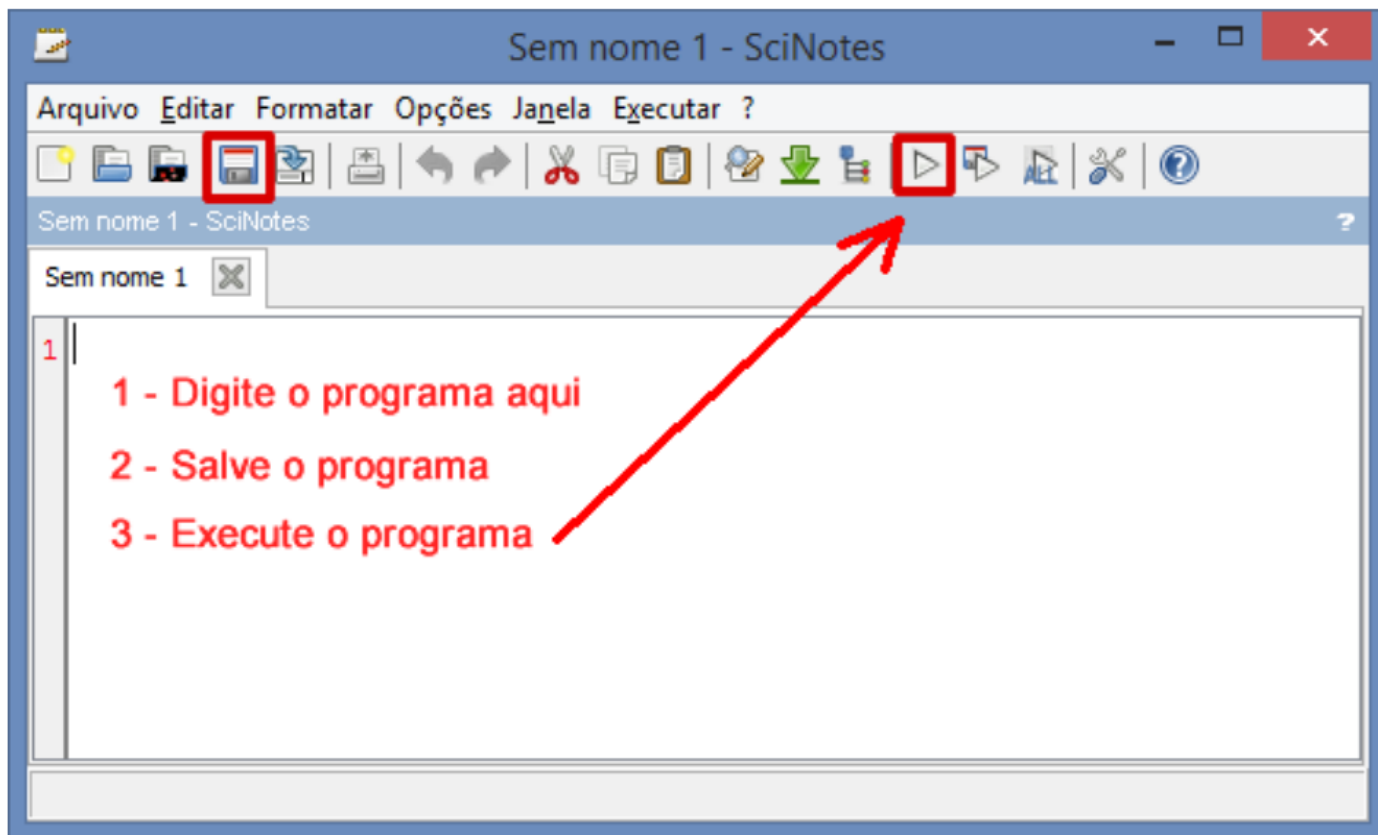 Sem nome 1 - SciNotes
Arquivo Editar Formatar Opções Janela Executar ?
ALL
Sem nome 1 - SciNotes ?
Sem nome 1
1
1 - Digite o programa aqui
2 - Salve o programa
3 - Execute o programa